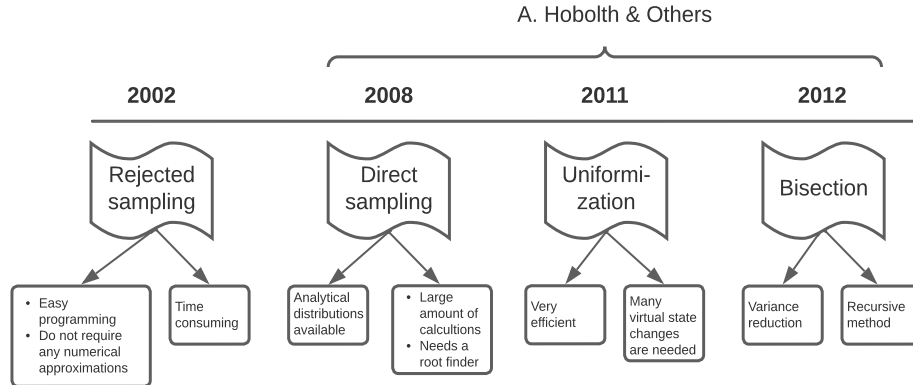 A. Hobolth & Others
2002
2008
2011
2012
Rejected
sampling
Direct
sampling
Uniformi-
zation
Bisection
• Easy
programming
• Do not require
any numerical
approximations
Time
consuming
Analytical
distributions
available
• Large
amount of
calcultions
• Needs a
root finder
Very
efficient
Many
virtual state
changes
are needed
Variance
reduction
Recursive
method